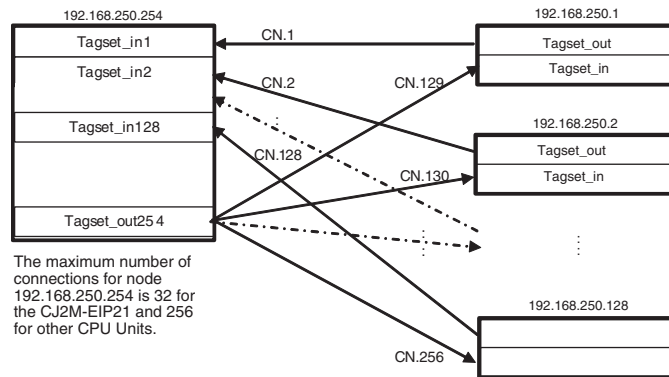 192.168.250.254
Tagset_in1
Tagset_in2
Tagset_in128
Tagset_out25 4
The maximum number of
connections for node
192.168.250.254 is 32 for
the CJ2M-EIP21 and 256
for other CPU Units.
CN.1
CN.2
CN.129
CN.128
CN.130
CN.256
192.168.250.1
Tagset_out
Tagset_in
192.168.250.2
Tagset_out
Tagset_in
192.168.250.128